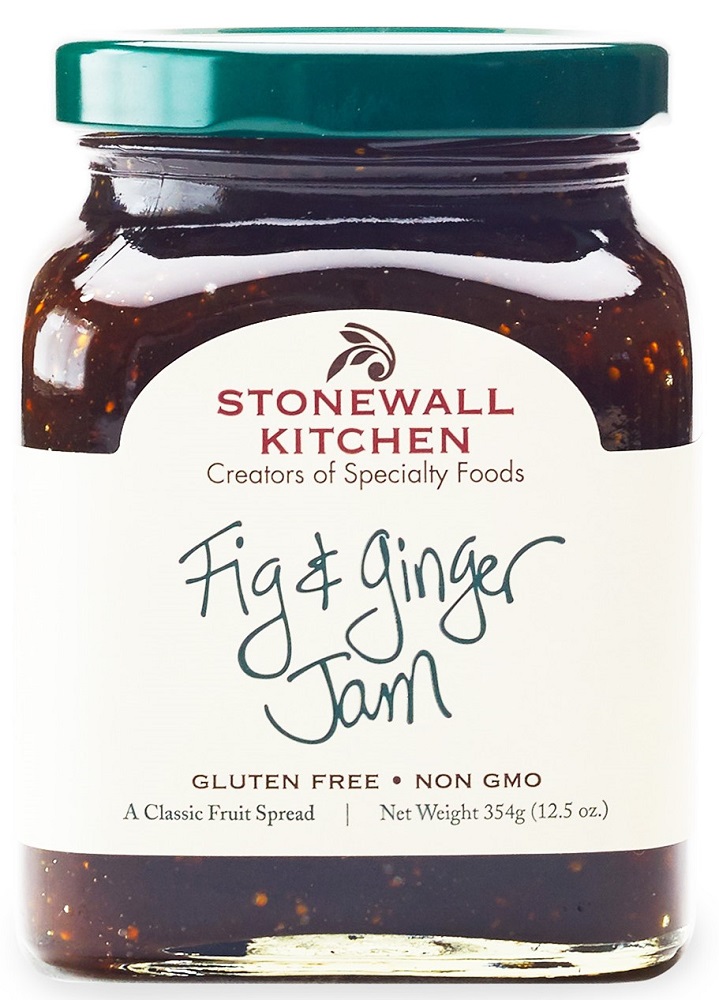 STONEWALL
KITCHEN
Creators of Specialty Foods
Fig & Ginger
Jam
GLUTEN FREE • NON GMO
A Classic Fruit Spread | Net Weight 354g (12.5 oz.)